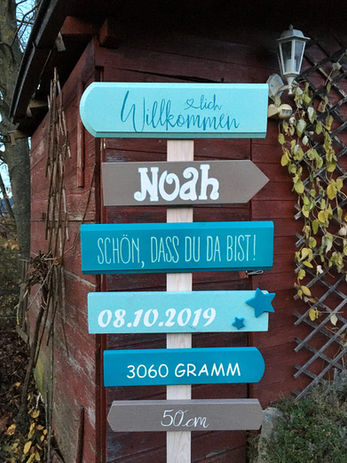 Willkommen lich
Noah
SCHÖN, DASS DU DA BIST!
08.10.2019
3060 GRAMM
50cm